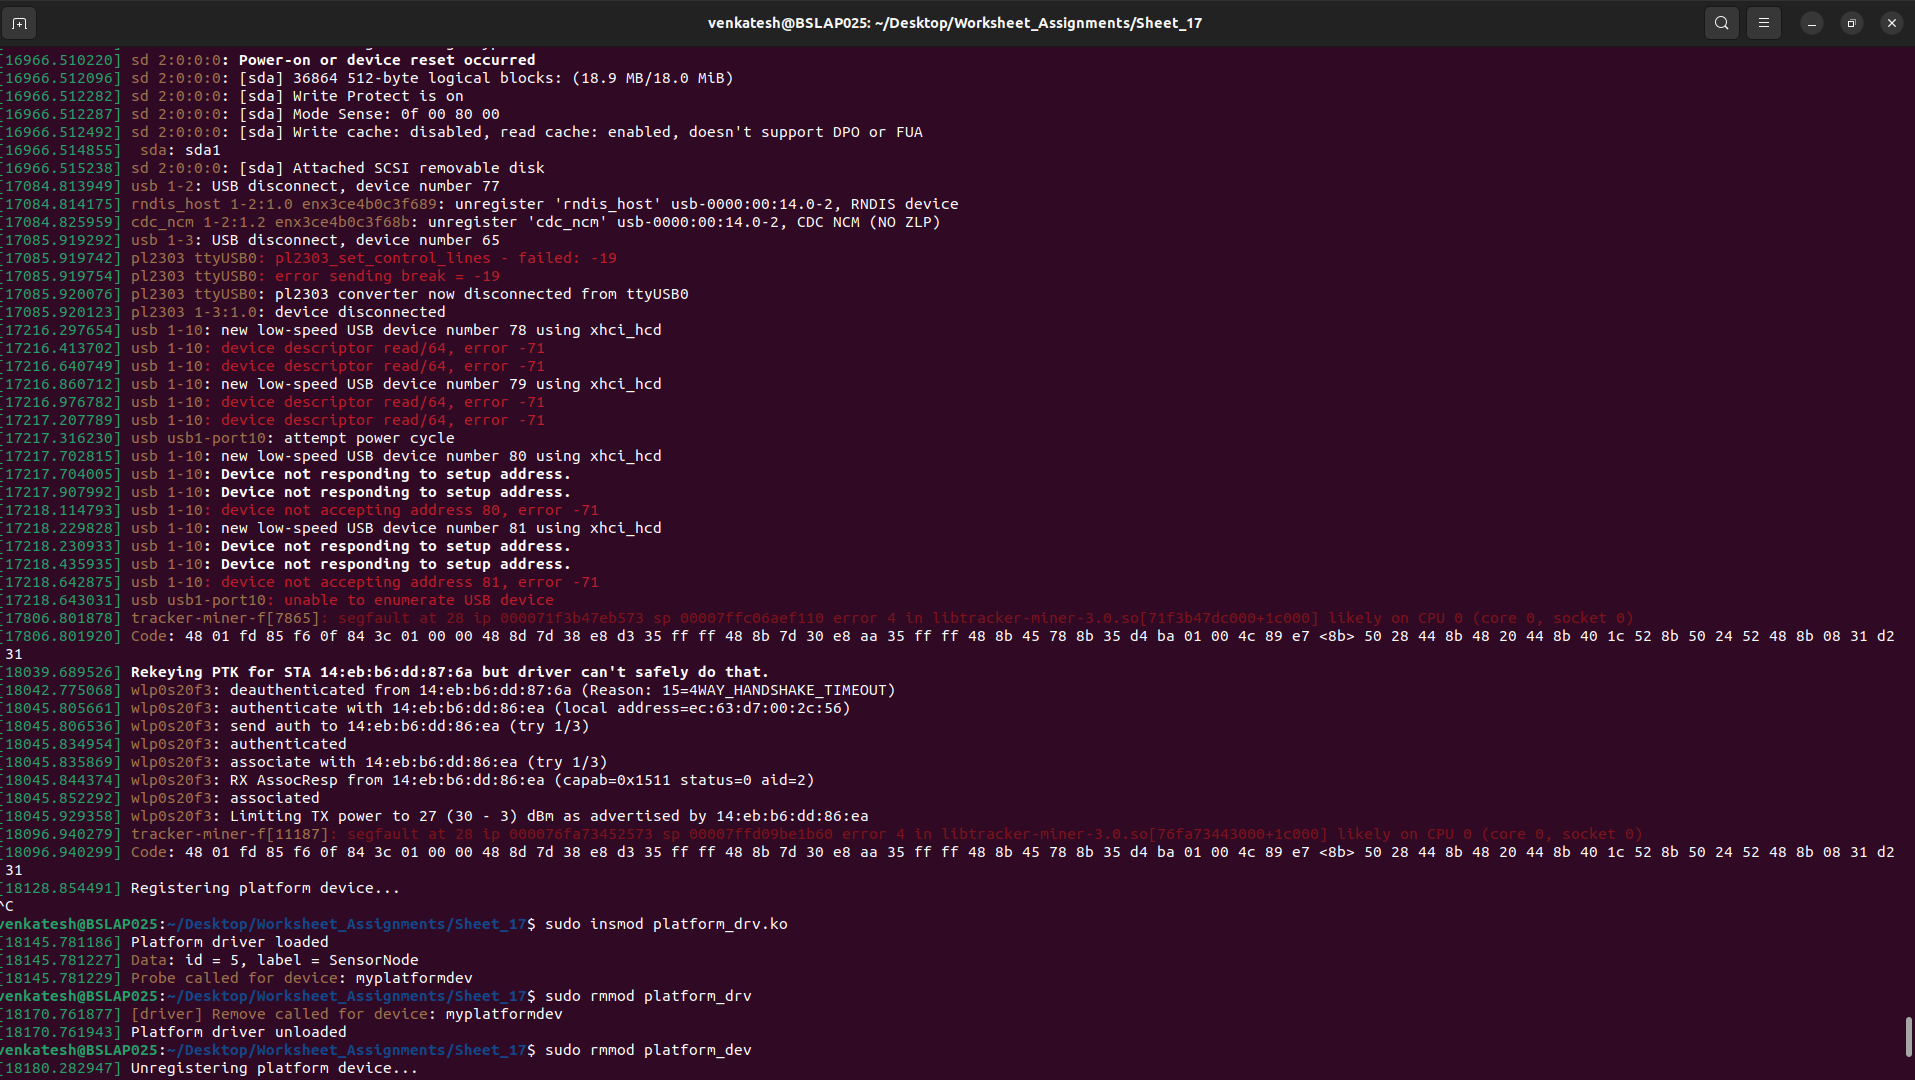 venkatesh@BSLAP025: ~/Desktop/Worksheet_Assignments/Sheet_17
[16966.510220] sd 2:0:0:0: Power-on or device reset occurred
[16966.512096] sd 2:0:0:0: [sda] 36864 512-byte logical blocks: (18.9 MB/18.0 MiB)
[16966.512282] sd 2:0:0:0: [sda] Write Protect is on
[16966.512287] sd 2:0:0:0: [sda] Mode Sense: 0f 00 80 00
[16966.512492] sd 2:0:0:0: [sda] Write cache: disabled, read cache: enabled, doesn't support DPO or FUA
[16966.514855]  sda: sda1
[16966.515238] sd 2:0:0:0: [sda] Attached SCSI removable disk
[17084.813949] usb 1-2: USB disconnect, device number 77
[17084.814175] rndis_host 1-2:1.0 enx3ce4b0c3f689: unregister 'rndis_host' usb-0000:00:14.0-2, RNDIS device
[17084.825959] cdc_ncm 1-2:1.2 enx3ce4b0c3f68b: unregister 'cdc_ncm' usb-0000:00:14.0-2, CDC NCM (NO ZLP)
[17085.919292] usb 1-3: USB disconnect, device number 65
[17085.919742] pl2303 ttyUSB0: pl2303_set_control_lines - failed: -19
[17085.919754] pl2303 ttyUSB0: error sending break = -19
[17085.920076] pl2303 ttyUSB0: pl2303 converter now disconnected from ttyUSB0
[17085.920123] pl2303 1-3:1.0: device disconnected
[17216.297654] usb 1-10: new low-speed USB device number 78 using xhci_hcd
[17216.413702] usb 1-10: device descriptor read/64, error -71
[17216.640749] usb 1-10: device descriptor read/64, error -71
[17216.860712] usb 1-10: new low-speed USB device number 79 using xhci_hcd
[17216.976782] usb 1-10: device descriptor read/64, error -71
[17217.207789] usb 1-10: device descriptor read/64, error -71
[17217.316230] usb usb1-port10: attempt power cycle
[17217.702815] usb 1-10: new low-speed USB device number 80 using xhci_hcd
[17217.704005] usb 1-10: Device not responding to setup address.
[17217.907992] usb 1-10: Device not responding to setup address.
[17218.114793] usb 1-10: device not accepting address 80, error -71
[17218.229828] usb 1-10: new low-speed USB device number 81 using xhci_hcd
[17218.230933] usb 1-10: Device not responding to setup address.
[17218.435935] usb 1-10: Device not responding to setup address.
[17218.642875] usb 1-10: device not accepting address 81, error -71
[17218.643031] usb usb1-port10: unable to enumerate USB device
[17806.801878] tracker-miner-f[7865]: segfault at 28 ip 000071f3b47eb573 sp 00007ffc06aef110 error 4 in libtracker-miner-3.0.so[71f3b47dc000+1c000] likely on CPU 0 (core 0, socket 0)
[17806.801920] Code: 48 01 fd 85 f6 0f 84 3c 01 00 00 48 8d 7d 38 e8 d3 35 ff ff 48 8b 7d 30 e8 aa 35 ff ff 48 8b 45 78 8b 35 d4 ba 01 00 4c 89 e7 <8b> 50 28 44 8b 48 20 44 8b 40 1c 52 8b 50 24 52 48 8b 08 31 d2
31
[18039.689526] Rekeying PTK for STA 14:eb:b6:dd:87:6a but driver can't safely do that.
[18042.775068] wlp0s20f3: deauthenticated from 14:eb:b6:dd:87:6a (Reason: 15=4WAY_HANDSHAKE_TIMEOUT)
[18045.805661] wlp0s20f3: authenticate with 14:eb:b6:dd:86:ea (local address=ec:63:d7:00:2c:56)
[18045.806536] wlp0s20f3: send auth to 14:eb:b6:dd:86:ea (try 1/3)
[18045.834954] wlp0s20f3: authenticated
[18045.835869] wlp0s20f3: associate with 14:eb:b6:dd:86:ea (try 1/3)
[18045.844374] wlp0s20f3: RX AssocResp from 14:eb:b6:dd:86:ea (capab=0x1511 status=0 aid=2)
[18045.852292] wlp0s20f3: associated
[18045.929358] wlp0s20f3: Limiting TX power to 27 (30 - 3) dBm as advertised by 14:eb:b6:dd:86:ea
[18096.940279] tracker-miner-f[11187]: segfault at 28 ip 000076fa73452573 sp 00007ffd09be1b60 error 4 in libtracker-miner-3.0.so[76fa73443000+1c000] likely on CPU 0 (core 0, socket 0)
[18096.940299] Code: 48 01 fd 85 f6 0f 84 3c 01 00 00 48 8d 7d 38 e8 d3 35 ff ff 48 8b 7d 30 e8 aa 35 ff ff 48 8b 45 78 8b 35 d4 ba 01 00 4c 89 e7 <8b> 50 28 44 8b 48 20 44 8b 40 1c 52 8b 50 24 52 48 8b 08 31 d2
31
[18128.854491] Registering platform device...
^C
venkatesh@BSLAP025:~/Desktop/Worksheet_Assignments/Sheet_17$ sudo insmod platform_drv.ko
[18145.781186] Platform driver loaded
[18145.781227] Data: id = 5, label = SensorNode
[18145.781229] Probe called for device: myplatformdev
venkatesh@BSLAP025:~/Desktop/Worksheet_Assignments/Sheet_17$ sudo rmmod platform_drv
[18170.761877] [driver] Remove called for device: myplatformdev
[18170.761943] Platform driver unloaded
venkatesh@BSLAP025:~/Desktop/Worksheet_Assignments/Sheet_17$ sudo rmmod platform_dev
[18180.282947] Unregistering platform device...